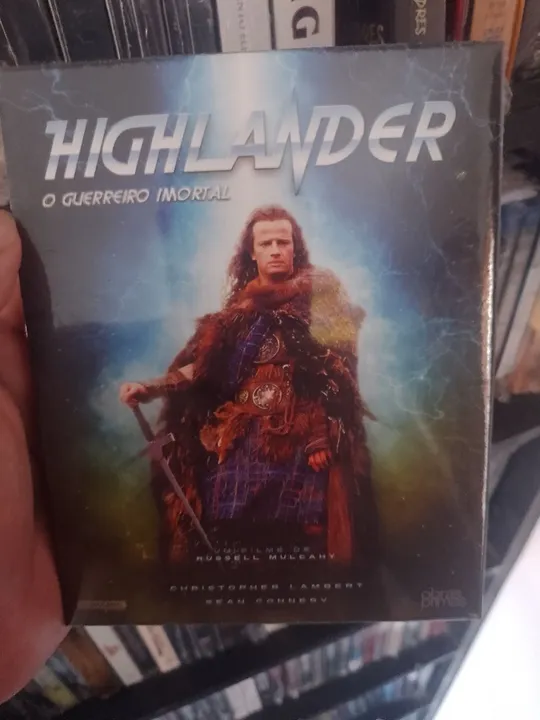 HIGHLANDER
O GUERREIRO IMORTAL
UM FILME DE
RUSSELL MULCAHY
CHRISTOPHER LAMBERT
SEAN CONNERY